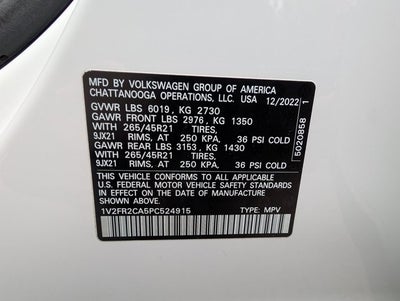 MFD BY VOLKSWAGEN GROUP OF AMERICA
CHATTANOOGA OPERATIONS, LLC. USA 12/2022
GVWR LBS 6019, KG 2730
GAWR FRONT LBS 2976, KG 1350
WITH 265/45R21 TIRES,
9JX21 RIMS, AT 250 KPA, 36 PSI COLD
GAWR REAR LBS 3153, KG 1430
WITH 265/45R21 TIRES,
9JX21 RIMS, AT 250 KPA, 36 PSI COLD
THIS VEHICLE CONFORMS TO ALL APPLICABLE
U.S. FEDERAL MOTOR VEHICLE SAFETY STANDARDS
IN EFFECT ON THE DATE OF MANUFACTURE
SHOWN ABOVE.
1V2FR2CA5PC524915 TYPE: MPV
5020858 1